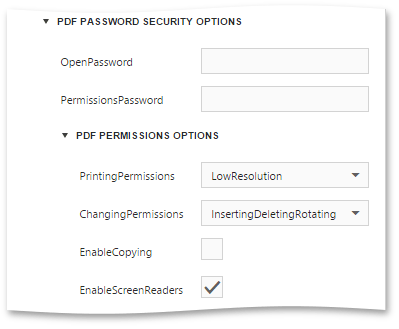 PDF PASSWORD SECURITY OPTIONS
OpenPassword
PermissionsPassword
PDF PERMISSIONS OPTIONS
PrintingPermissions LowResolution
ChangingPermissions InsertingDeletingRotating
EnableCopying
EnableScreenReaders